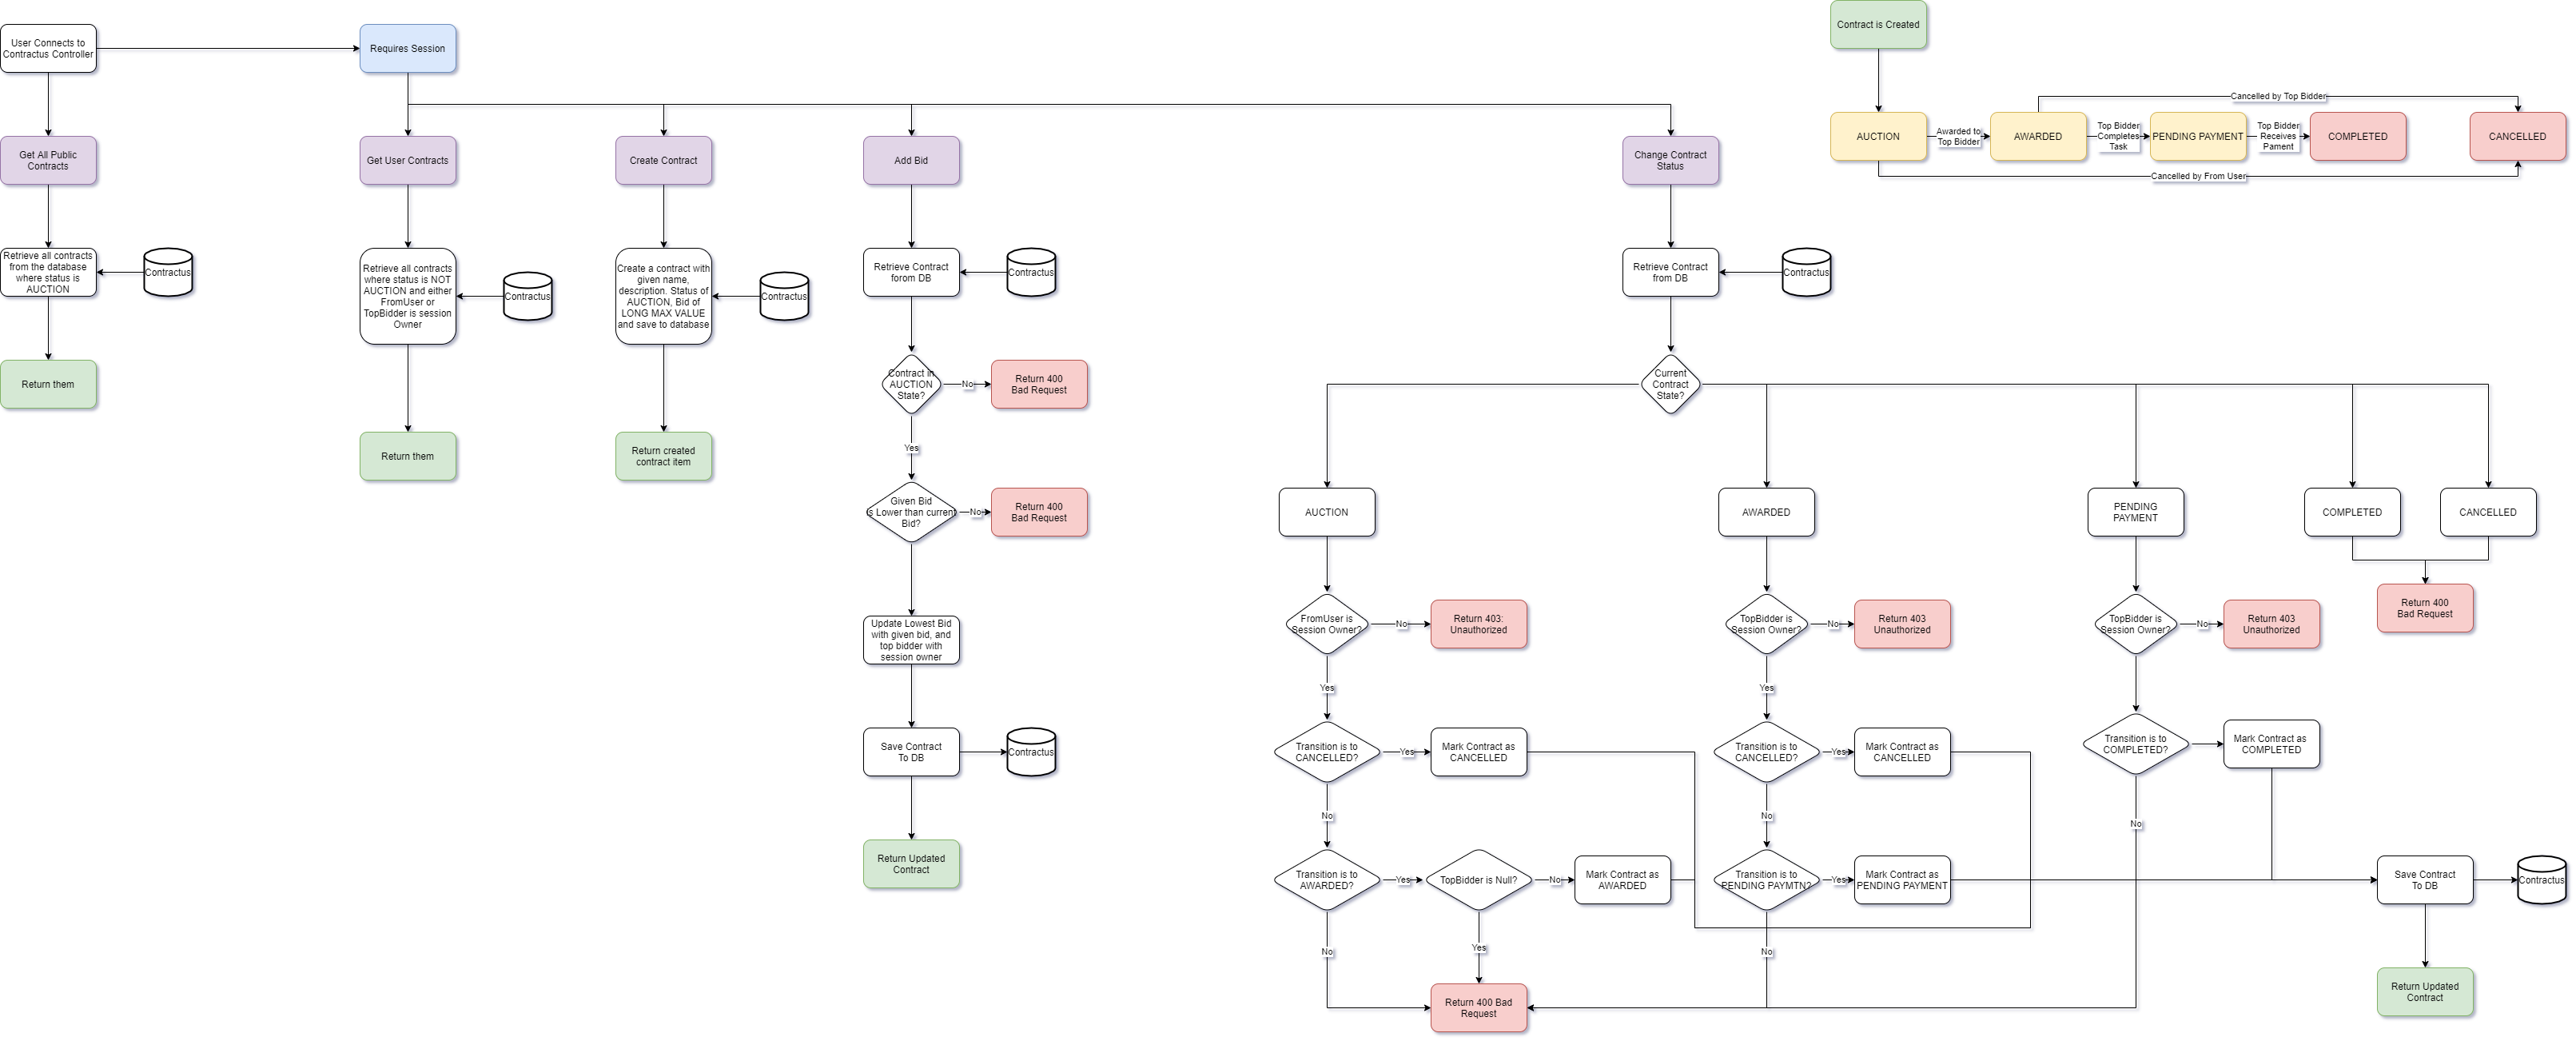 User Connects to
Contractus Controller
Requires Session
Get All Public
Contracts
Get User Contracts
Create Contract
Add Bid
Change Contract
Status
Retrieve all contracts
from the database
where status is
AUCTION
Contractus
Return them
Retrieve all contracts
where status is NOT
AUCTION and either
FromUser or
TopBidder is session
Owner
Contractus
Return them
Create a contract with
given name,
description. Status of
AUCTION, Bid of
LONG MAX VALUE
and save to database
Contractus
Return created
contract item
Retrieve Contract
forom DB
Contractus
Contract in
AUCTION
State?
No
Return 400
Bad Request
Yes
Given Bid
is Lower than current
Bid?
No
Return 400
Bad Request
Update Lowest Bid
with given bid, and
top bidder with
session owner
Save Contract
To DB
Contractus
Return Updated
Contract
Contract is Created
AUCTION
Awarded to
Top Bidder
AWARDED
Top Bidder
Completes
Task
PENDING PAYMENT
Top Bidder
Receives
Pament
COMPLETED
CANCELLED
Cancelled by Top Bidder
Cancelled by From User
Retrieve Contract
from DB
Contractus
Current
Contract
State?
AUCTION
FromUser is
Session Owner?
No
Return 403:
Unauthorized
Yes
Transition is to
CANCELLED?
Yes
Mark Contract as
CANCELLED
No
Transition is to
AWARDED?
Yes
TopBidder is Null?
No
Mark Contract as
AWARDED
No
Yes
Return 400 Bad
Request
AWARDED
TopBidder is
Session Owner?
No
Return 403
Unauthorized
Yes
Transition is to
CANCELLED?
Yes
Mark Contract as
CANCELLED
No
Transition is to
PENDING PAYMTN?
Yes
Mark Contract as
PENDING PAYMENT
No
PENDING
PAYMENT
TopBidder is
Session Owner?
No
Return 403
Unauthorized
Transition is to
COMPLETED?
Mark Contract as
COMPLETED
No
COMPLETED
CANCELLED
Return 400
Bad Request
Save Contract
To DB
Contractus
Return Updated
Contract